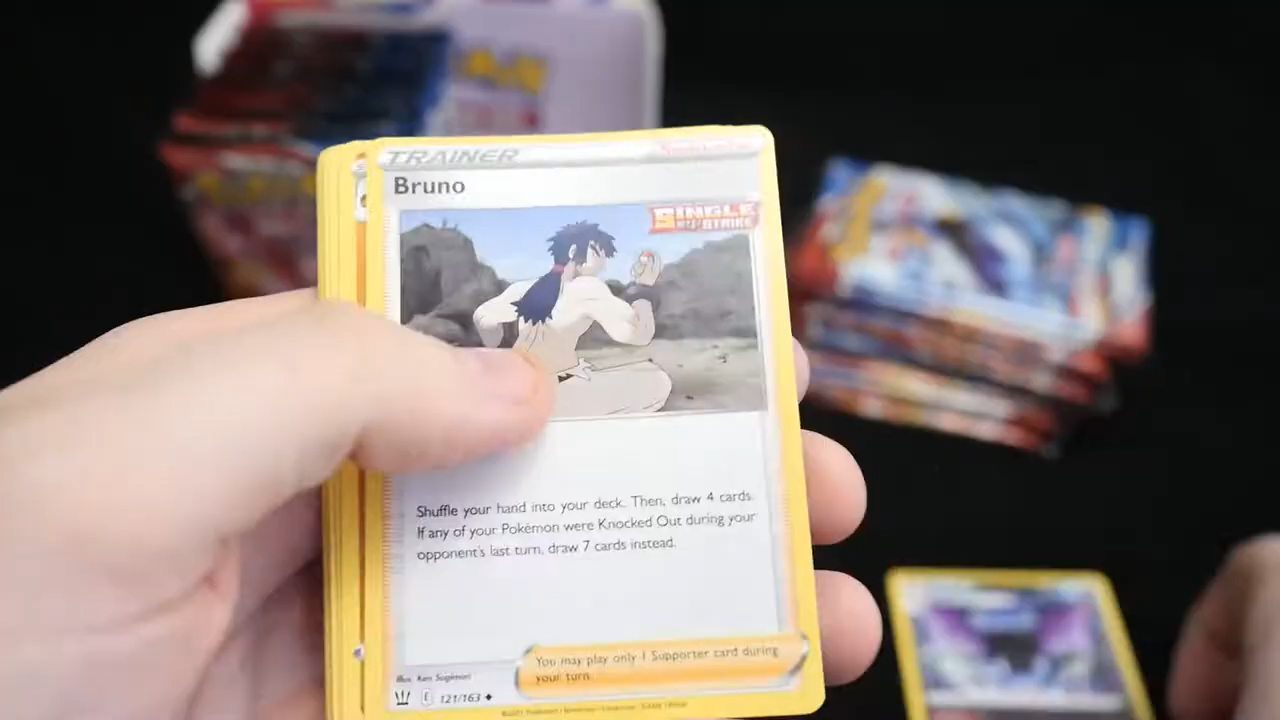 TRAINER
Bruno
SINGLE
STRIKE
Shuffle your hand into your deck. Then, draw 4 cards.
If any of your Pokémon were Knocked Out during your
opponent's last turn, draw 7 cards instead.
You may play only 1 Supporter card during
your turn.
Illus. Ken Sugimori
E 121/163